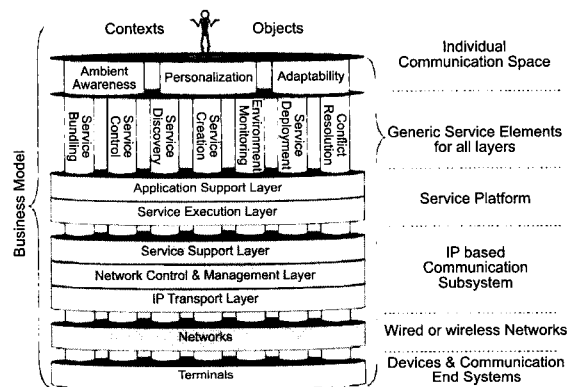 Contexts
Objects
Individual
Communication Space
Ambient
Awareness
Personalization
Adaptability
Service
Bundling
Service
Control
Service
Discovery
Service
Creation
Environment
Monitoring
Service
Deployment
Conflict
Resolution
Generic Service Elements
for all layers
Business Model
Application Support Layer
Service Execution Layer
Service Platform
Service Support Layer
Network Control & Management Layer
IP Transport Layer
IP based
Communication
Subsystem
Networks
Wired or wireless Networks
Terminals
Devices & Communication
End Systems